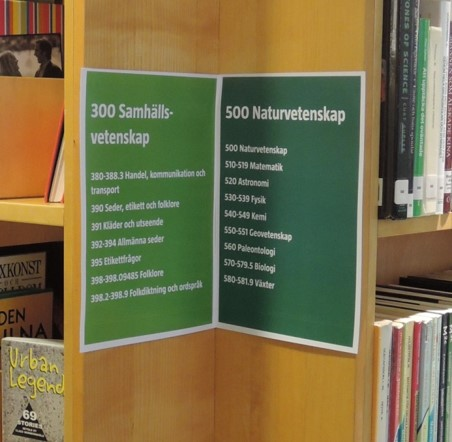 300 Samhälls-
vetenskap
380-388.3 Handel, kommunikation och
transport
390 Seder, etikett och folklore
391 Kläder och utseende
392-394 Allmänna seder
395 Etikettfrågor
398-398.09485 Folklore
398.2-398.9 Folkdiktning och ordspråk
500 Naturvetenskap
500 Naturvetenskap
510-519 Matematik
520 Astronomi
530-539 Fysik
540-549 Kemi
550-551 Geovetenskap
560 Paleontologi
570-579.5 Biologi
580-581.9 Växter
Urban
Legend
69
STORIES